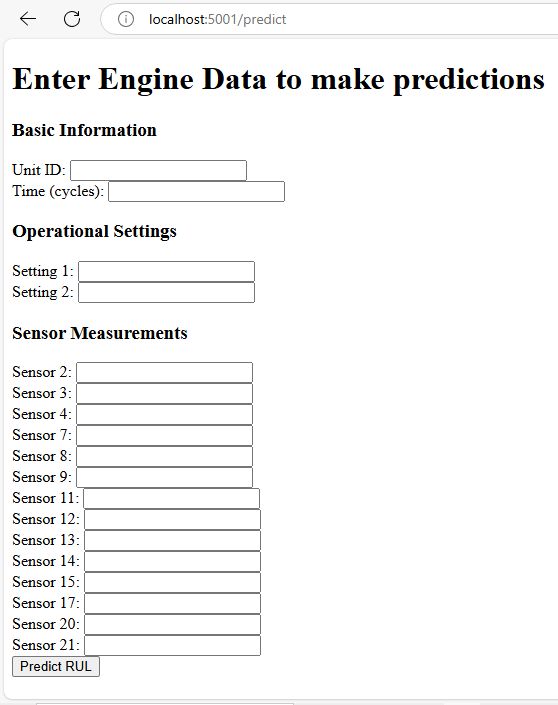 localhost:5001/predict
Enter Engine Data to make predictions
Basic Information
Unit ID:
Time (cycles):
Operational Settings
Setting 1:
Setting 2:
Sensor Measurements
Sensor 2:
Sensor 3:
Sensor 4:
Sensor 7:
Sensor 8:
Sensor 9:
Sensor 11:
Sensor 12:
Sensor 13:
Sensor 14:
Sensor 15:
Sensor 17:
Sensor 20:
Sensor 21:
Predict RUL